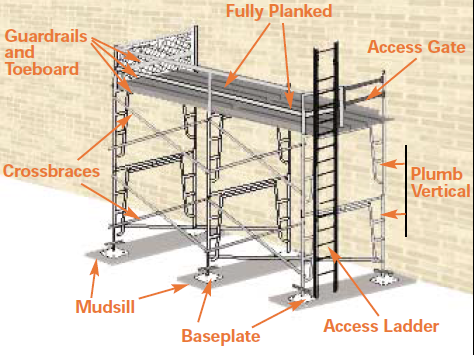 Fully Planked
Guardrails
and
Toeboard
Access Gate
Crossbraces
Plumb
Vertical
Mudsill
Baseplate
Access Ladder